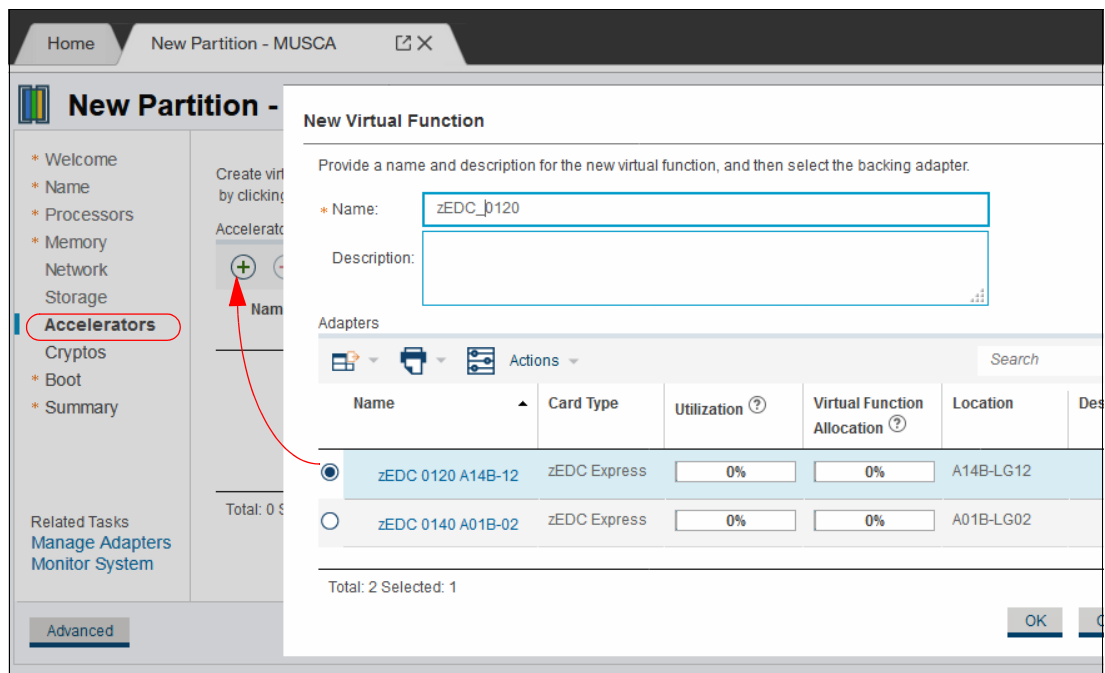 Home
New Partition - MUSCA
New Partition -
* Welcome
* Name
* Processors
* Memory
Network
Storage
Accelerators
Cryptos
* Boot
* Summary
Related Tasks
Manage Adapters
Monitor System
Advanced
Create virt
by clicking
Accelerato
Nam
Total: 0 S
New Virtual Function
Provide a name and description for the new virtual function, and then select the backing adapter.
* Name: zEDC_0120
Description:
Adapters
Actions
Search
Name Card Type Utilization ? Virtual Function Allocation ? Location Des
zEDC 0120 A14B-12 zEDC Express 0% 0% A14B-LG12
zEDC 0140 A01B-02 zEDC Express 0% 0% A01B-LG02
Total: 2 Selected: 1
OK
C